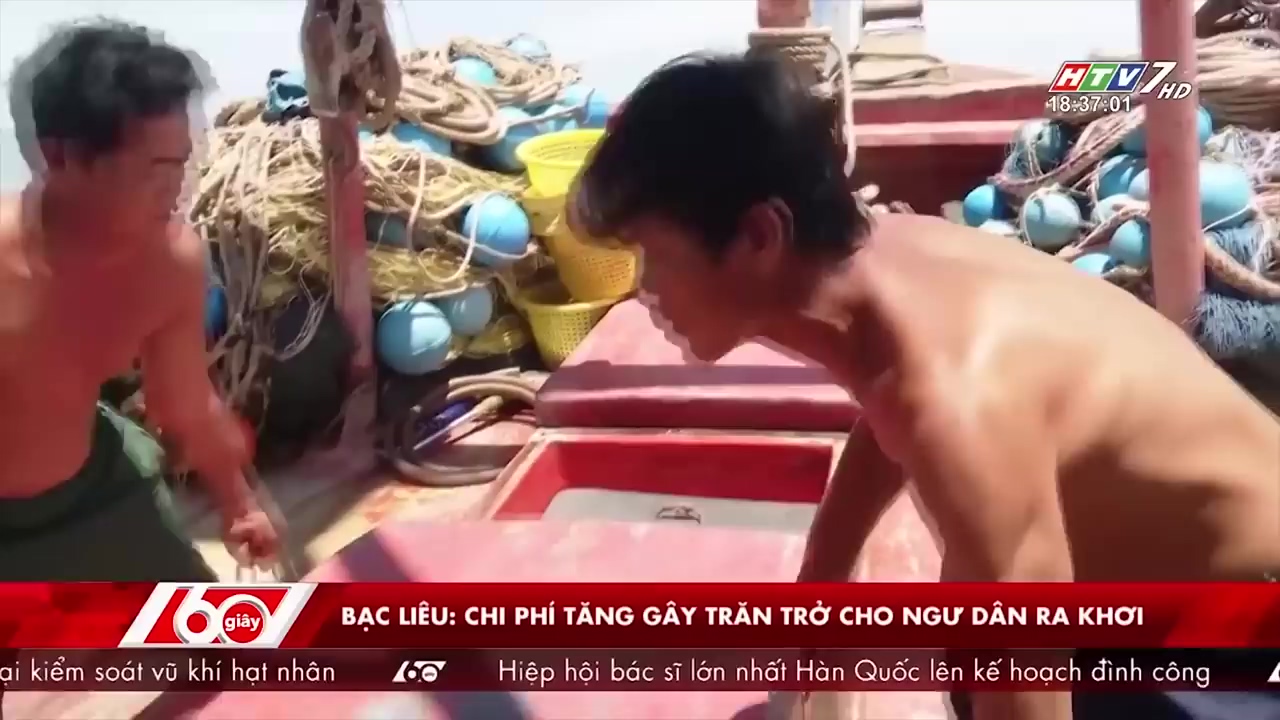 HTV7 HD
18:37:01
60 giây
BẠC LIÊU: CHI PHÍ TĂNG GÂY TRĂN TRỞ CHO NGƯ DÂN RA KHƠI
ại kiểm soát vũ khí hạt nhân 60 giây Hiệp hội bác sĩ lớn nhất Hàn Quốc lên kế hoạch đình công